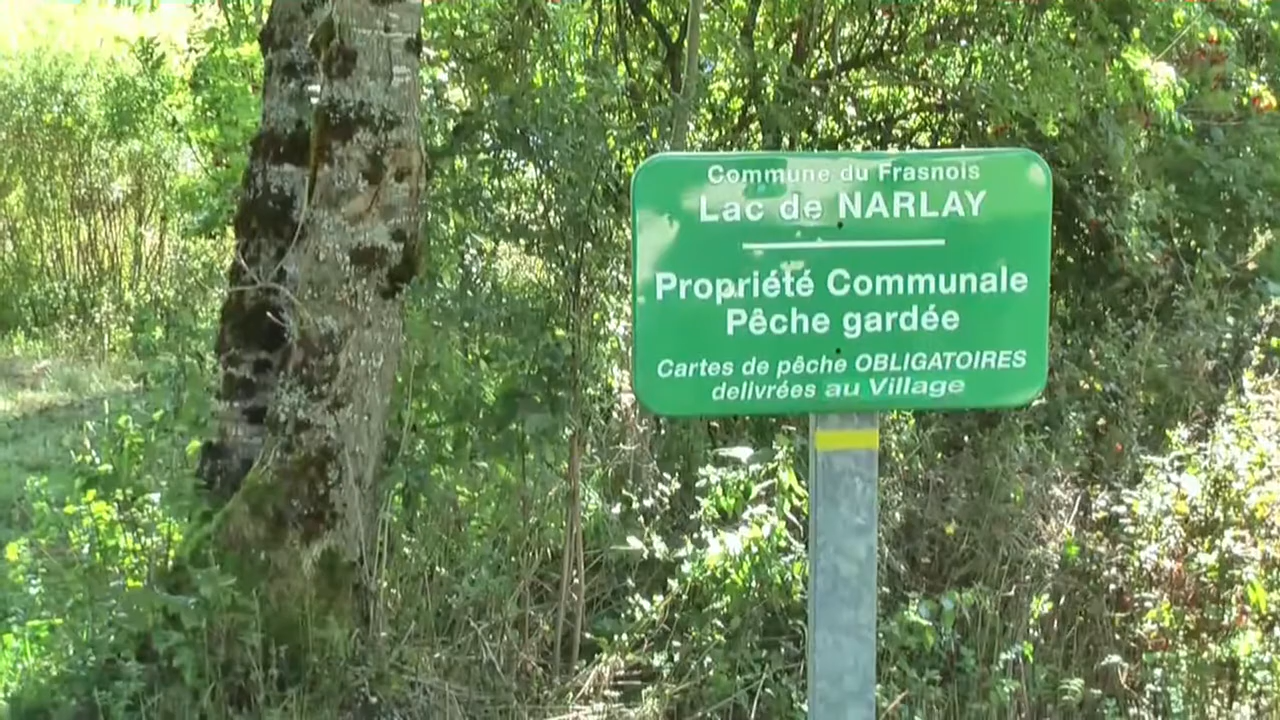 Commune du Frasnois
Lac de NARLAY
Propriété Communale
Pêche gardée
Cartes de pêche OBLIGATOIRES
delivrées au Village